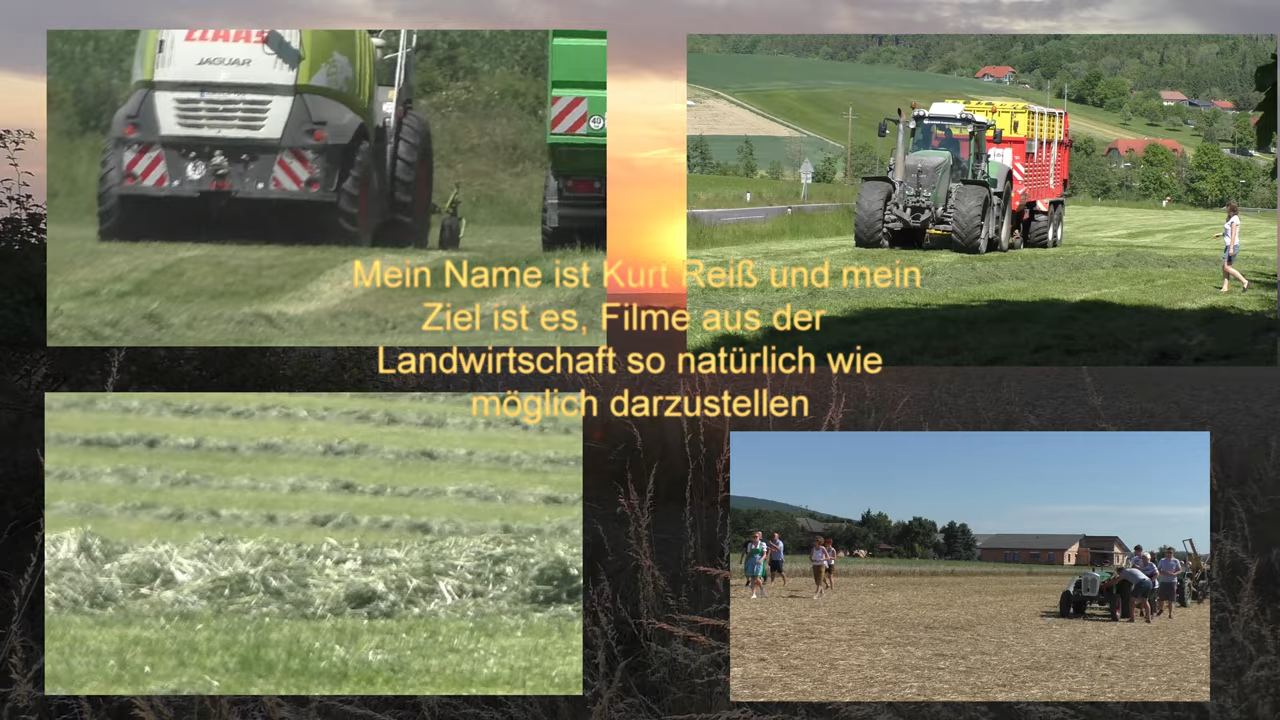 CLAAS
JAGUAR
40
Mein Name ist Kurt Reiß und mein
Ziel ist es, Filme aus der
Landwirtschaft so natürlich wie
möglich darzustellen